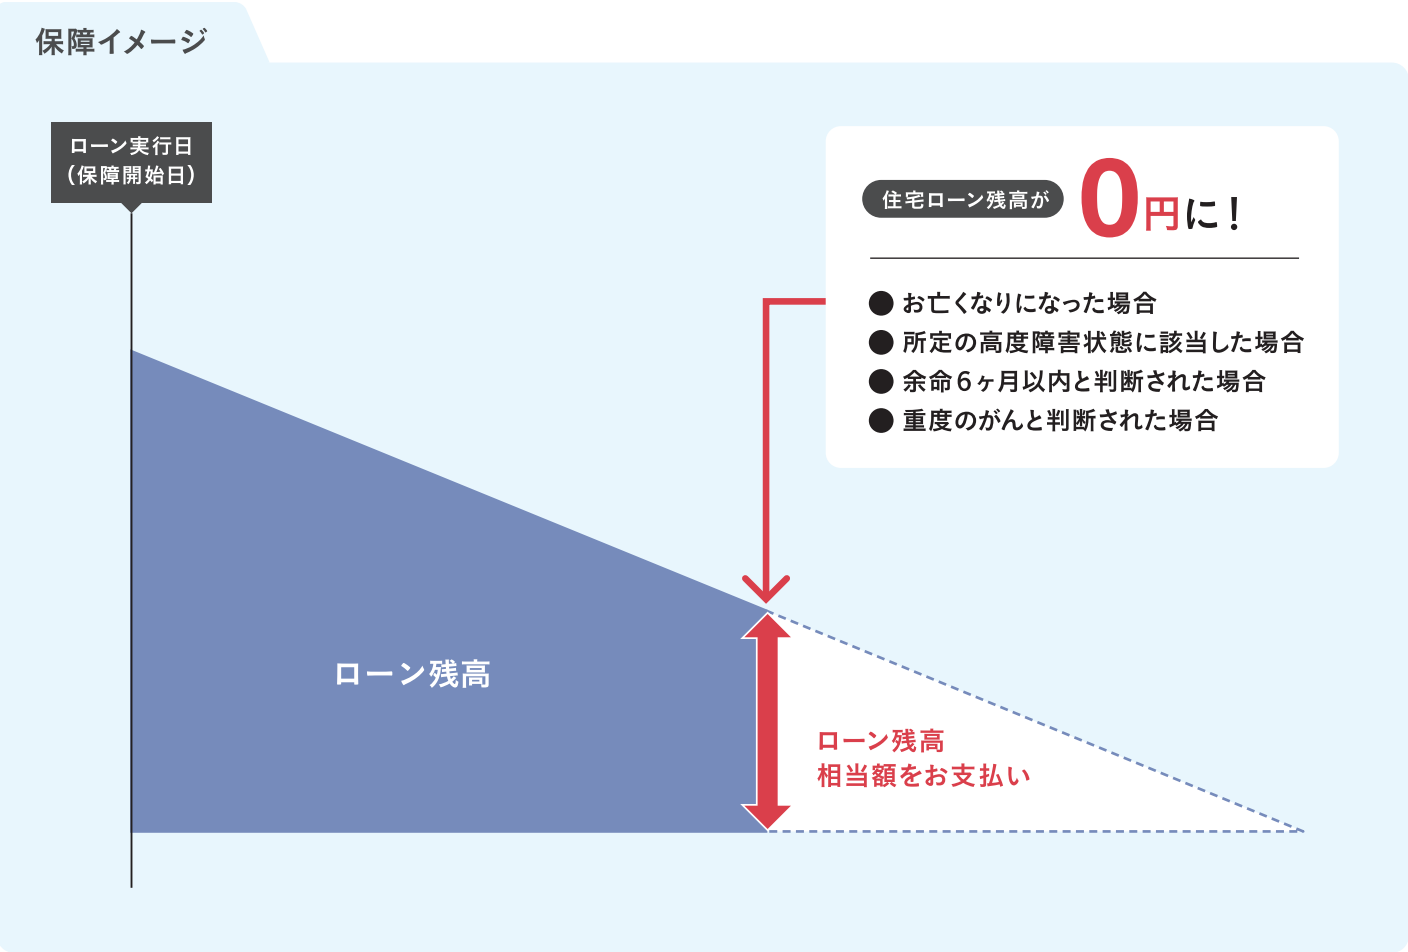 保障イメージ
ローン実行日
（保障開始日）
住宅ローン残高が
0円に！
●お亡くなりになった場合
●所定の高度障害状態に該当した場合
●余命6ヶ月以内と判断された場合
●重度のがんと判断された場合
ローン残高
ローン残高
相当額をお支払い